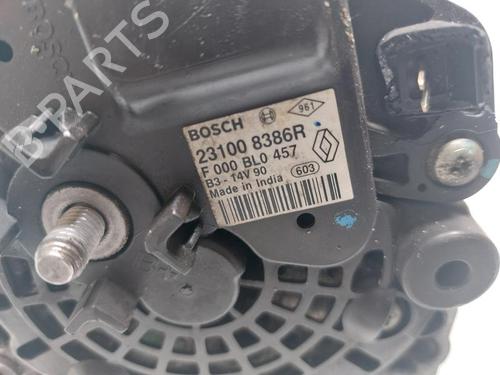 B-PARTS
BOSCH
961
23100 8386R
F 000 BL0 457
B3 - 14V 90
603
Made in India